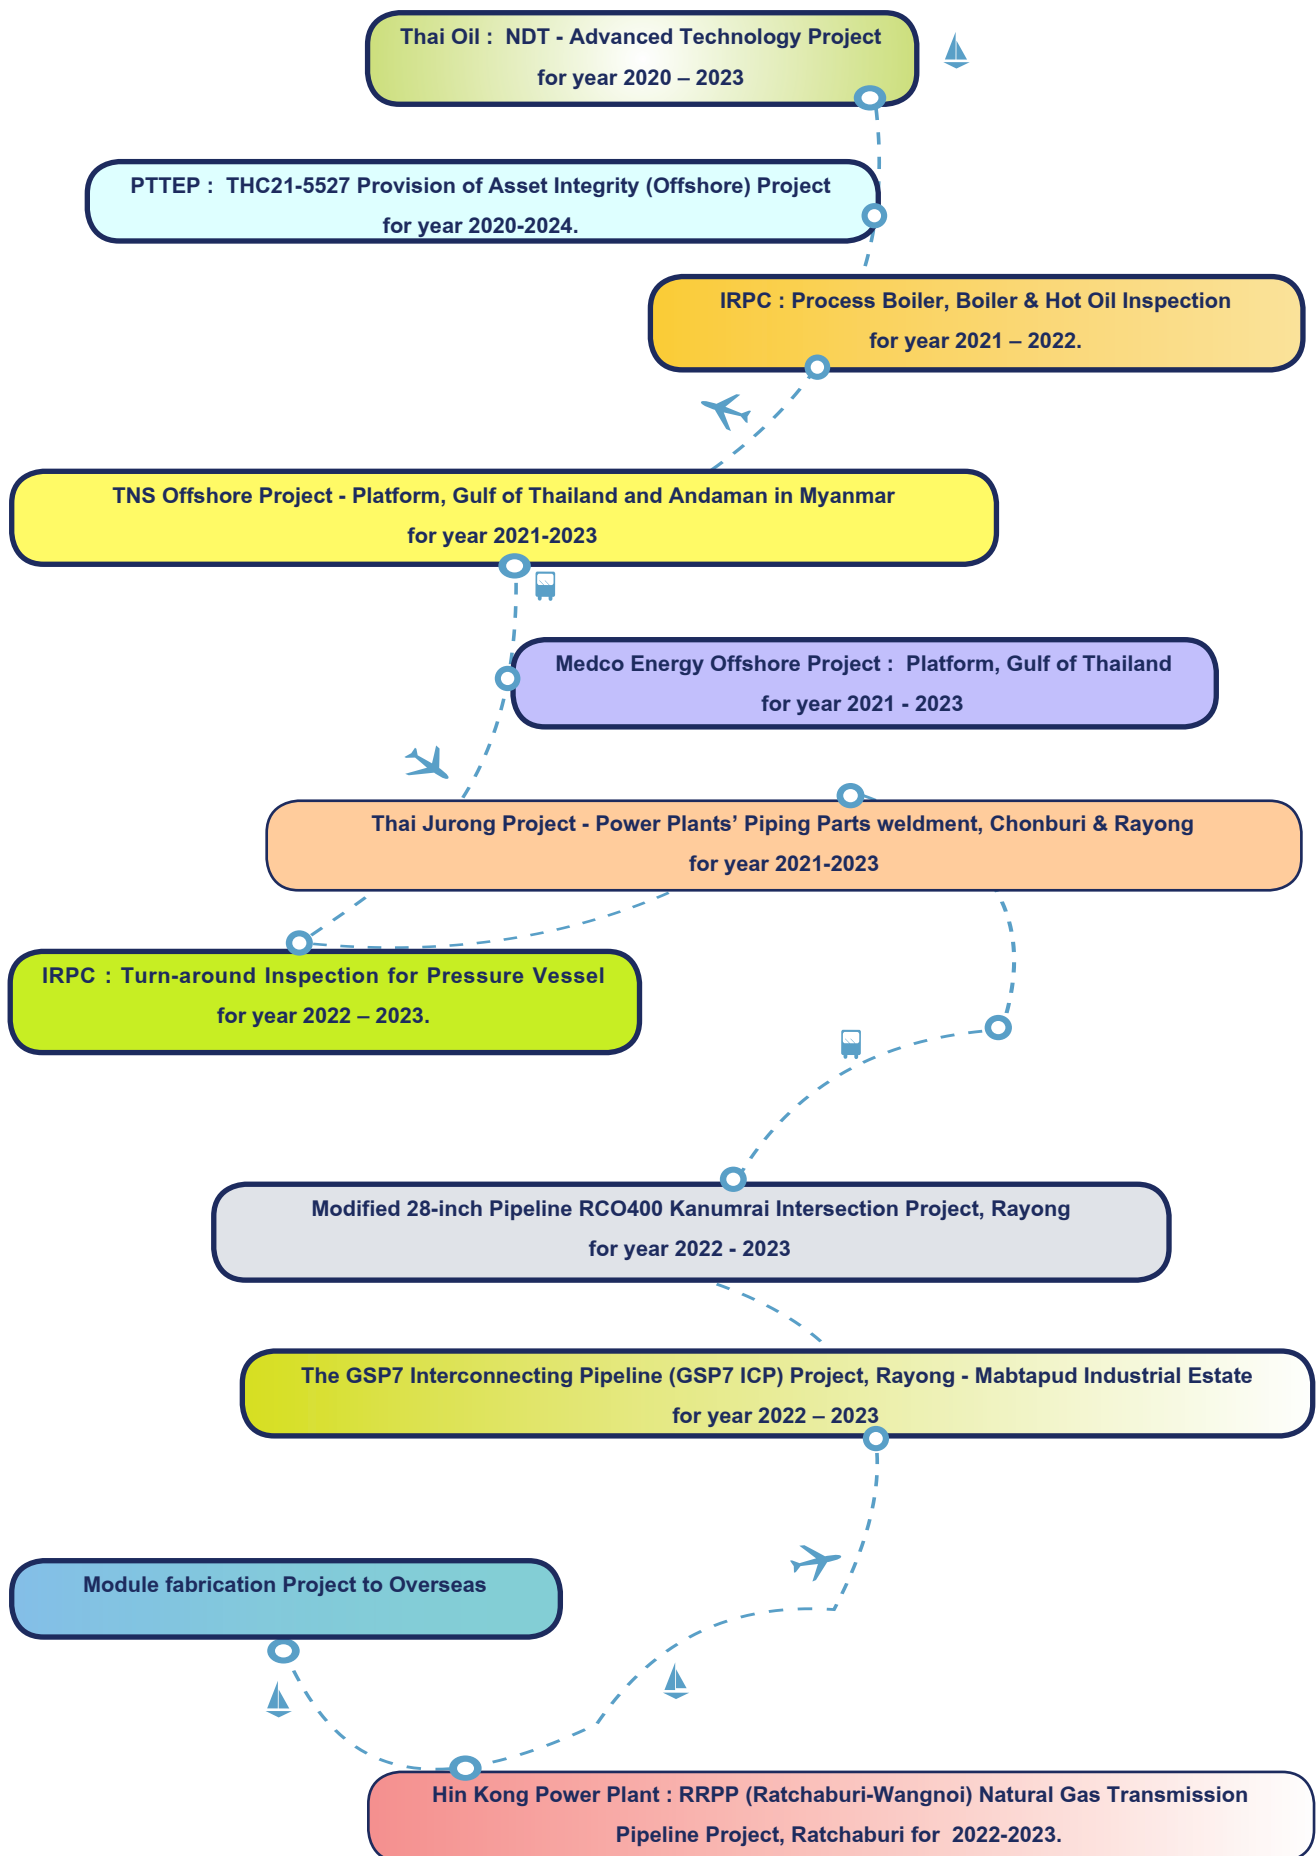 Thai Oil :  NDT - Advanced Technology Project
for year 2020 – 2023
PTTEP :  THC21-5527 Provision of Asset Integrity (Offshore) Project
for year 2020-2024.
IRPC : Process Boiler, Boiler & Hot Oil Inspection
for year 2021 – 2022.
TNS Offshore Project - Platform, Gulf of Thailand and Andaman in Myanmar
for year 2021-2023
Medco Energy Offshore Project :  Platform, Gulf of Thailand
for year 2021 - 2023
Thai Jurong Project - Power Plants’ Piping Parts weldment, Chonburi & Rayong
for year 2021-2023
IRPC : Turn-around Inspection for Pressure Vessel
for year 2022 – 2023.
Modified 28-inch Pipeline RCO400 Kanumrai Intersection Project, Rayong
for year 2022 - 2023
The GSP7 Interconnecting Pipeline (GSP7 ICP) Project, Rayong - Mabtapud Industrial Estate
for year 2022 – 2023
Module fabrication Project to Overseas
Hin Kong Power Plant : RRPP (Ratchaburi-Wangnoi) Natural Gas Transmission
Pipeline Project, Ratchaburi for  2022-2023.